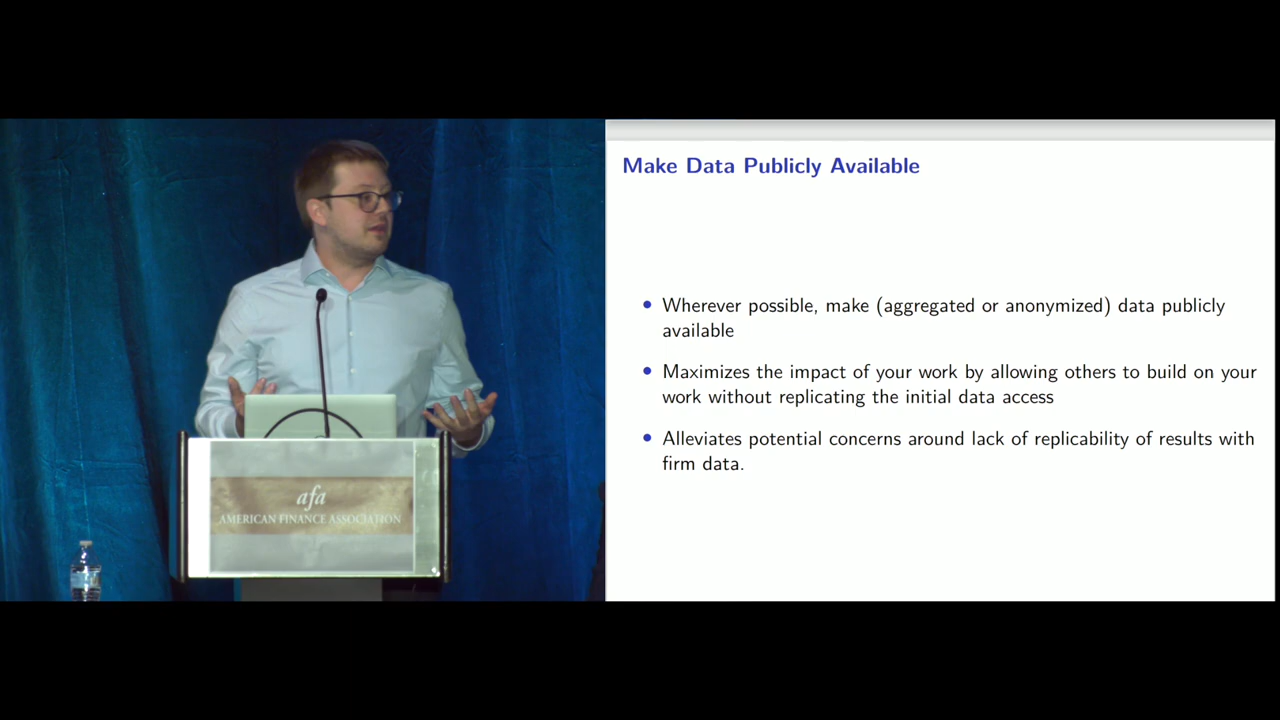 Make Data Publicly Available
• Wherever possible, make (aggregated or anonymized) data publicly
available
• Maximizes the impact of your work by allowing others to build on your
work without replicating the initial data access
• Alleviates potential concerns around lack of replicability of results with
firm data.
afa
AMERICAN FINANCE ASSOCIATION